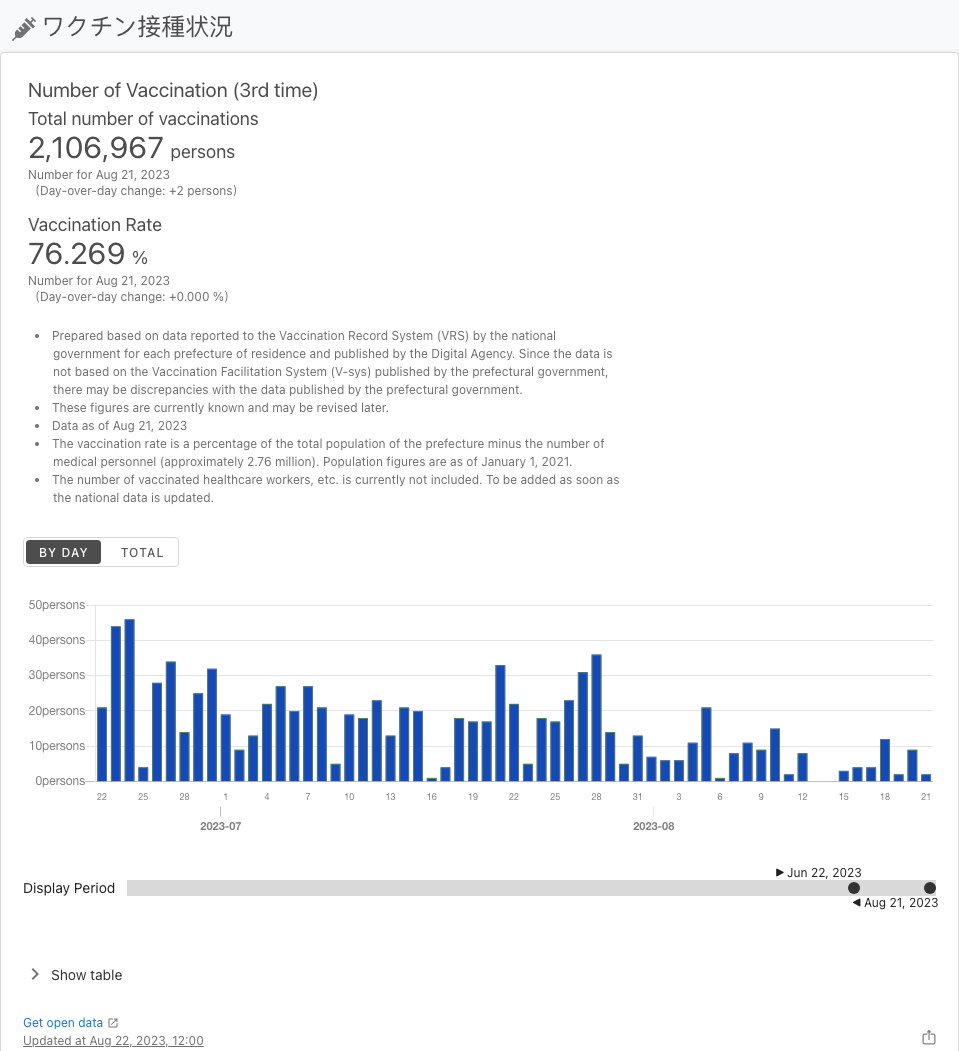 ワクチン接種状況
Number of Vaccination (3rd time)
Total number of vaccinations
2,106,967 persons
Number for Aug 21, 2023
(Day-over-day change: +2 persons)
Vaccination Rate
76.269 %
Number for Aug 21, 2023
(Day-over-day change: +0.000 %)
• Prepared based on data reported to the Vaccination Record System (VRS) by the national
government for each prefecture of residence and published by the Digital Agency. Since the data is
not based on the Vaccination Facilitation System (V-sys) published by the prefectural government,
there may be discrepancies with the data published by the prefectural government.
• These figures are currently known and may be revised later.
• Data as of Aug 21, 2023
• The vaccination rate is a percentage of the total population of the prefecture minus the number of
medical personnel (approximately 2.76 million). Population figures are as of January 1, 2021.
• The number of vaccinated healthcare workers, etc. is currently not included. To be added as soon as
the national data is updated.
BY DAY TOTAL
50persons
40persons
30persons
20persons
10persons
0persons
22 25 28 1 4 7 10 13 16 19 22 25 28 31 3 6 9 12 15 18 21
2023-07 2023-08
Jun 22, 2023
Display Period
Aug 21, 2023
Show table
Get open data
Updated at Aug 22, 2023, 12:00